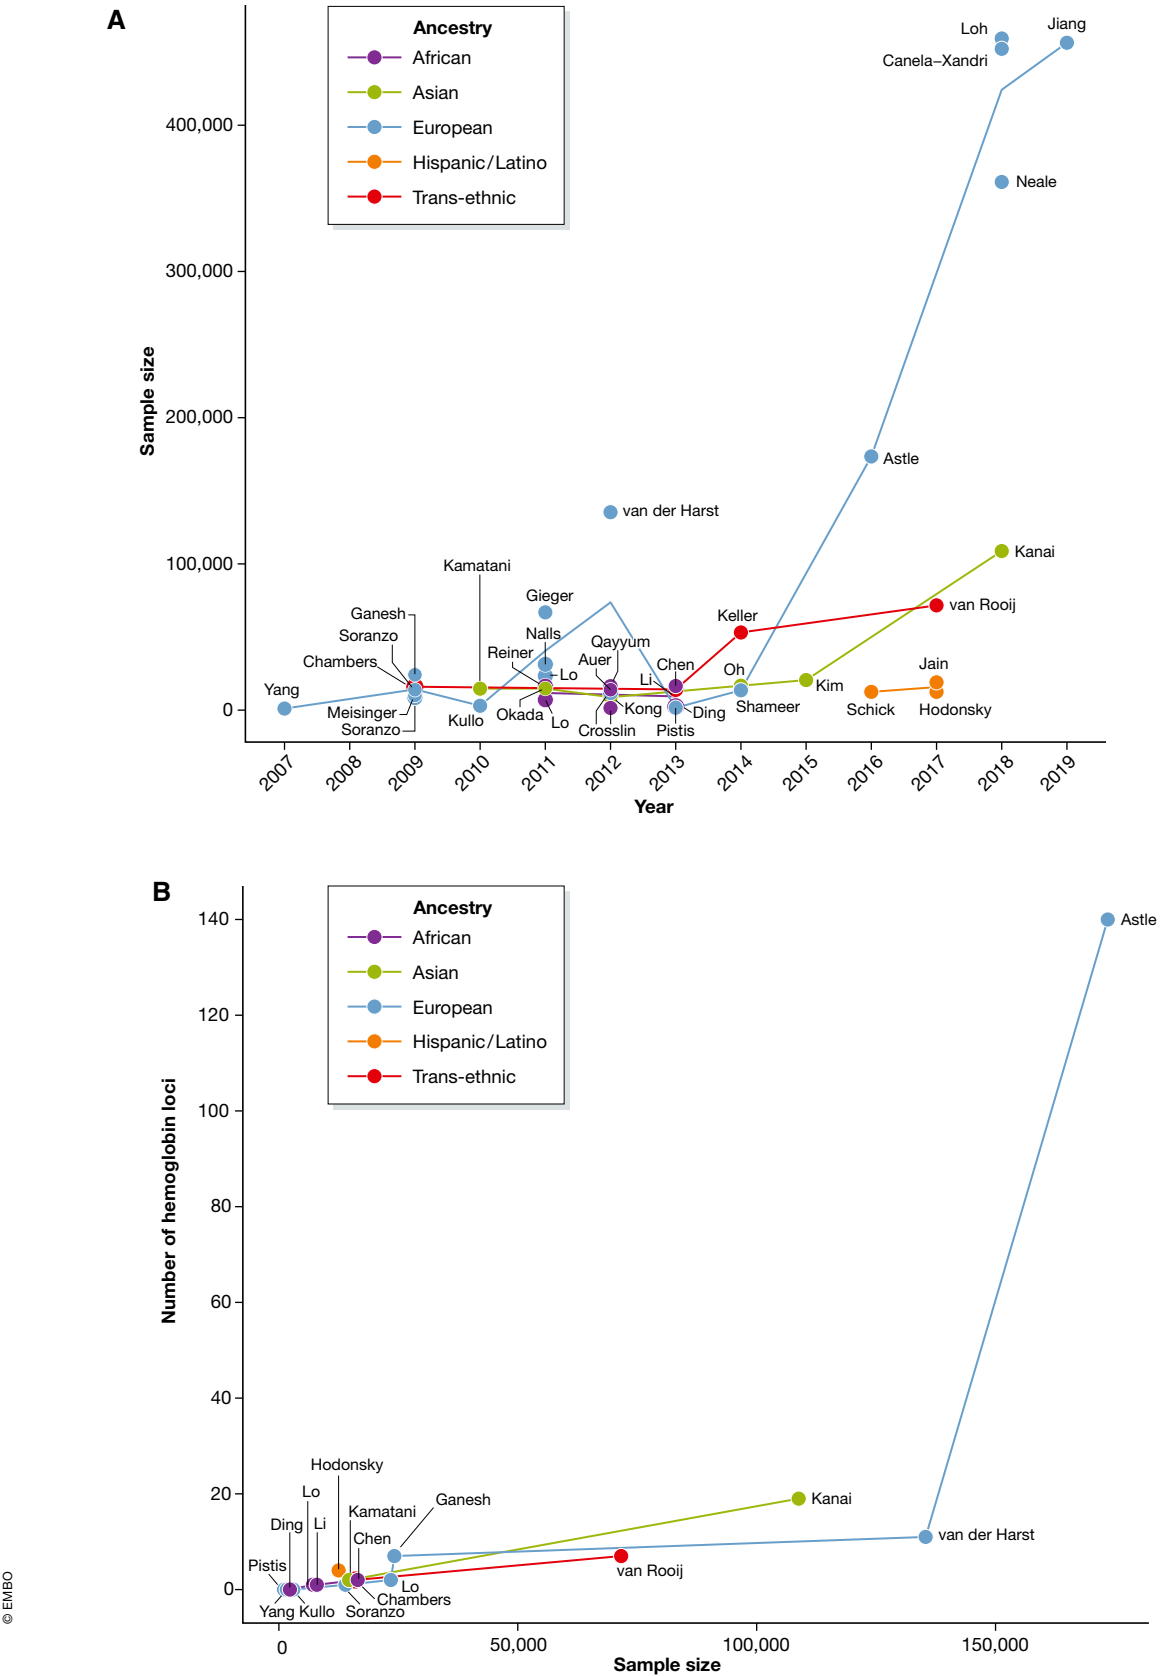 A
Ancestry
African
Asian
European
Hispanic/Latino
Trans-ethnic
Loh
Jiang
Canela–Xandri
400,000
Neale
300,000
Sample size
200,000
Astle
van der Harst
100,000
Kamatani
Kanai
Gieger
van Rooij
Ganesh
Keller
Soranzo
Nalls
Qayyum
Reiner
Auer
Chen
Chambers
Lo
Li
Oh
Jain
Yang
Kim
0
Meisinger
Kullo
Okada
Lo
Kong
Ding
Shameer
Schick
Hodonsky
Soranzo
Crosslin
Pistis
2007
2008
2009
2010
2011
2012
2013
2014
2015
2016
2017
2018
2019
Year
B
Ancestry
African
Asian
European
Hispanic/Latino
Trans-ethnic
140
Astle
120
100
Number of hemoglobin loci
80
60
40
Hodonsky
20
Lo
Kamatani
Ganesh
Kanai
Ding
Li
Chen
van der Harst
Pistis
van Rooij
0
Lo
Chambers
Yang
Kullo
Soranzo
0
50,000
100,000
150,000
Sample size
© EMBO